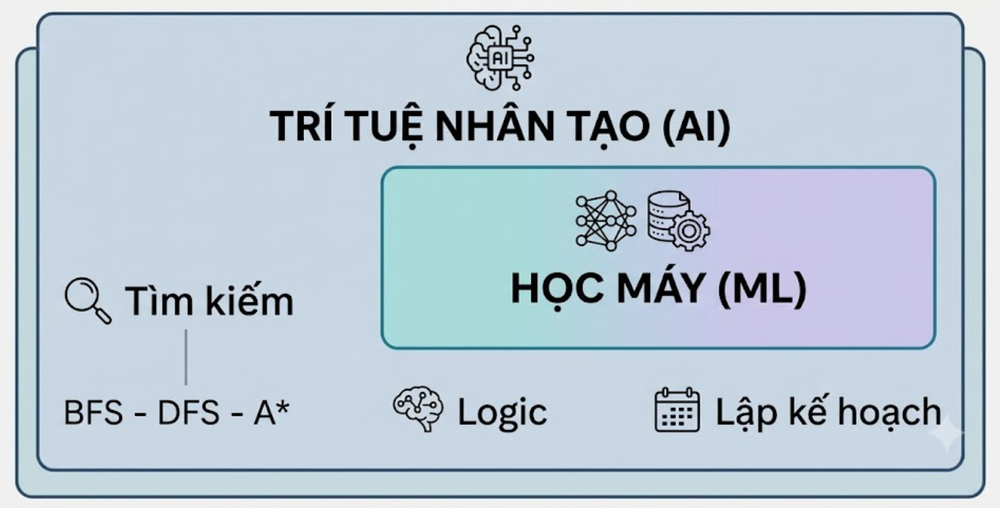 AI
TRÍ TUỆ NHÂN TẠO (AI)
HỌC MÁY (ML)
Tìm kiếm
BFS - DFS - A*
Logic
Lập kế hoạch